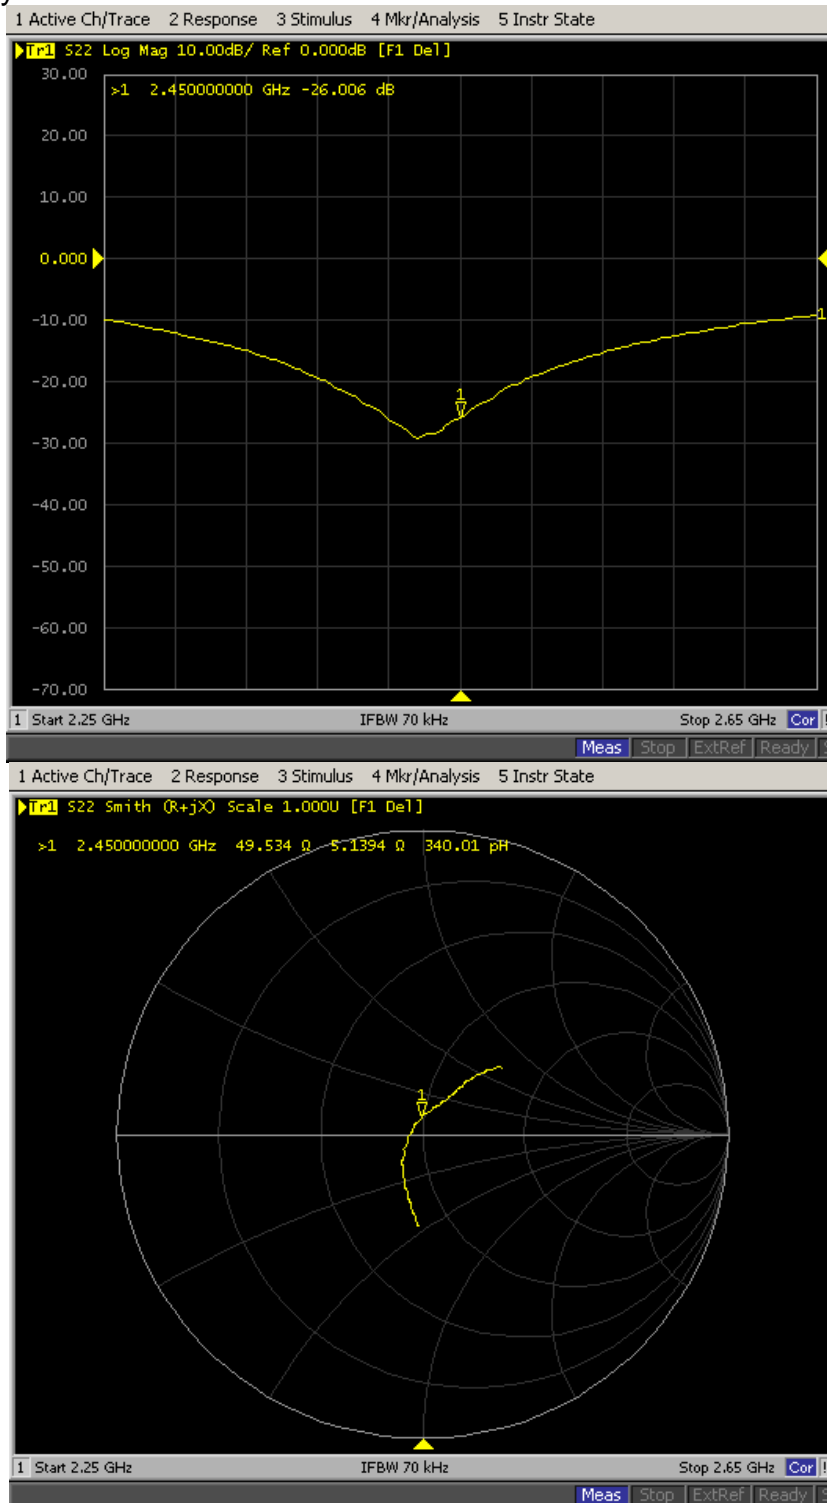 y
1 Active Ch/Trace 2 Response 3 Stimulus 4 Mkr/Analysis 5 Instr State
Tr1 S22 Log Mag 10.00dB/ Ref 0.000dB [F1 Del]
30.00
>1 2.450000000 GHz -26.006 dB
20.00
10.00
0.000
-10.00
1
-20.00
1
-30.00
-40.00
-50.00
-60.00
-70.00
1 Start 2.25 GHz IFBW 70 kHz Stop 2.65 GHz Cor !
Meas Stop ExtRef Ready
1 Active Ch/Trace 2 Response 3 Stimulus 4 Mkr/Analysis 5 Instr State
Tr1 S22 Smith (R+jX) Scale 1.000U [F1 Del]
>1 2.450000000 GHz 49.534 Ω 5.1394 Ω 340.01 pH
1
1 Start 2.25 GHz IFBW 70 kHz Stop 2.65 GHz Cor !
Meas Stop ExtRef Ready